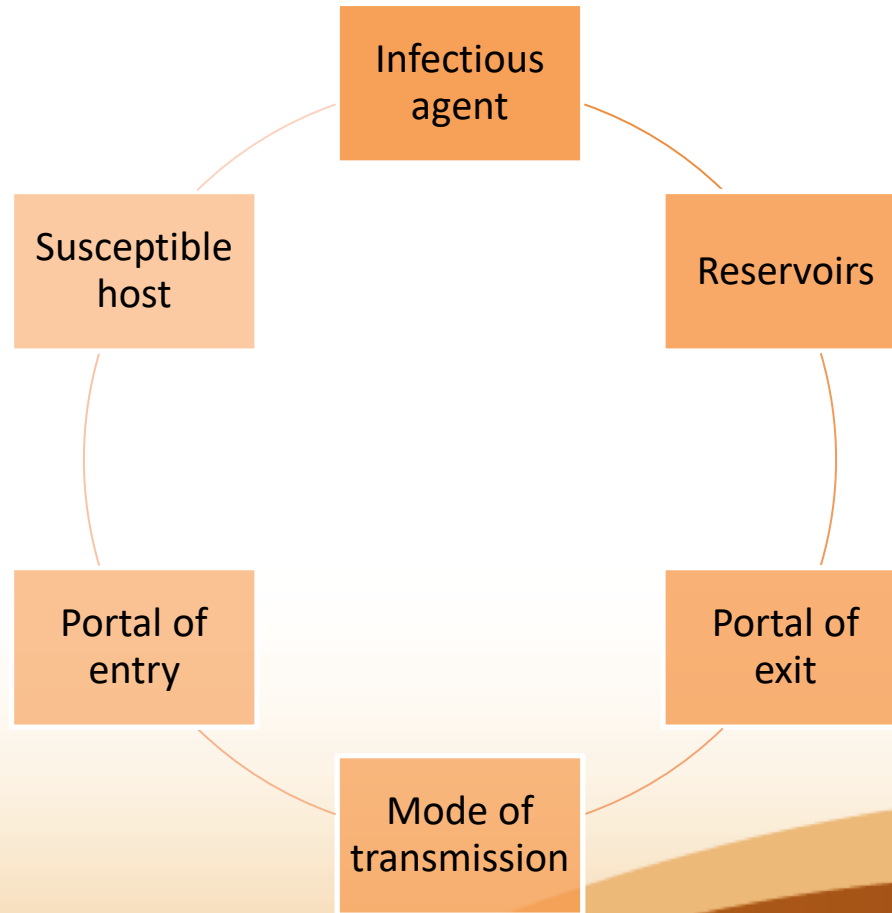 Infectious
agent
Reservoirs
Portal of
exit
Mode of
transmission
Portal of
entry
Susceptible
host